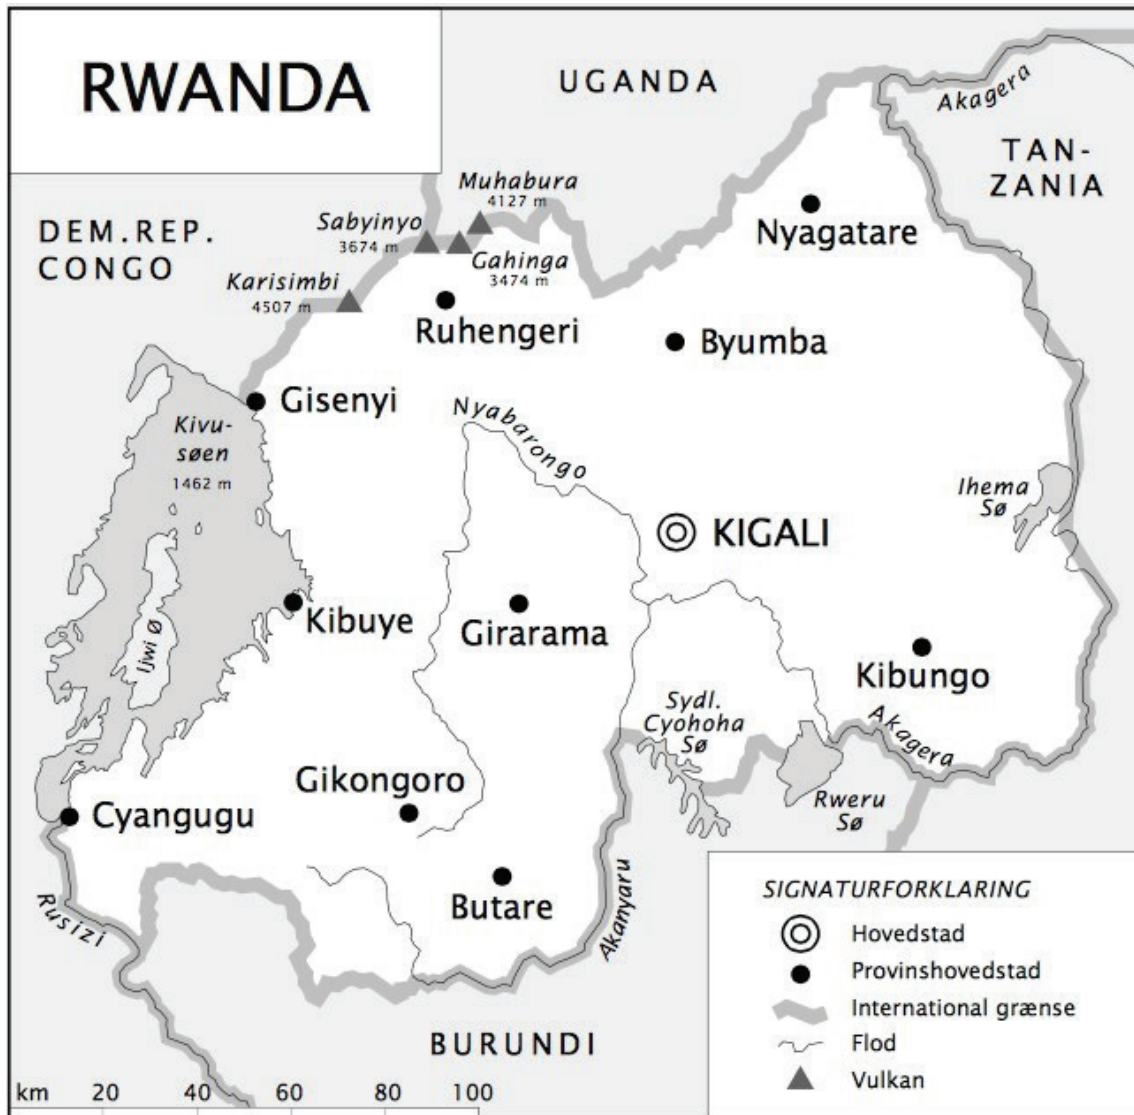 RWANDA
UGANDA
Akagera
TAN-
ZANIA
Muhabura
4127 m
Sabyinyo
3674 m
Gahinga
3474 m
Karisimbi
4507 m
DEM.REP.
CONGO
Nyagatare
Ruhengeri
Byumba
Gisenyi
Nyabarongo
Kivu-
søen
1462 m
Ihema
Sø
KIGALI
Kibuye
Girarama
Ijwi Ø
Kibungo
Sydl.
Cyohoha
Sø
Akagera
Gikongoro
Cyangugu
Rweru
Sø
Butare
Akanyaru
Rusizi
BURUNDI
SIGNATURFORKLARING
Hovedstad
Provinshovedstad
International grænse
Flod
Vulkan
km 20 40 60 80 100